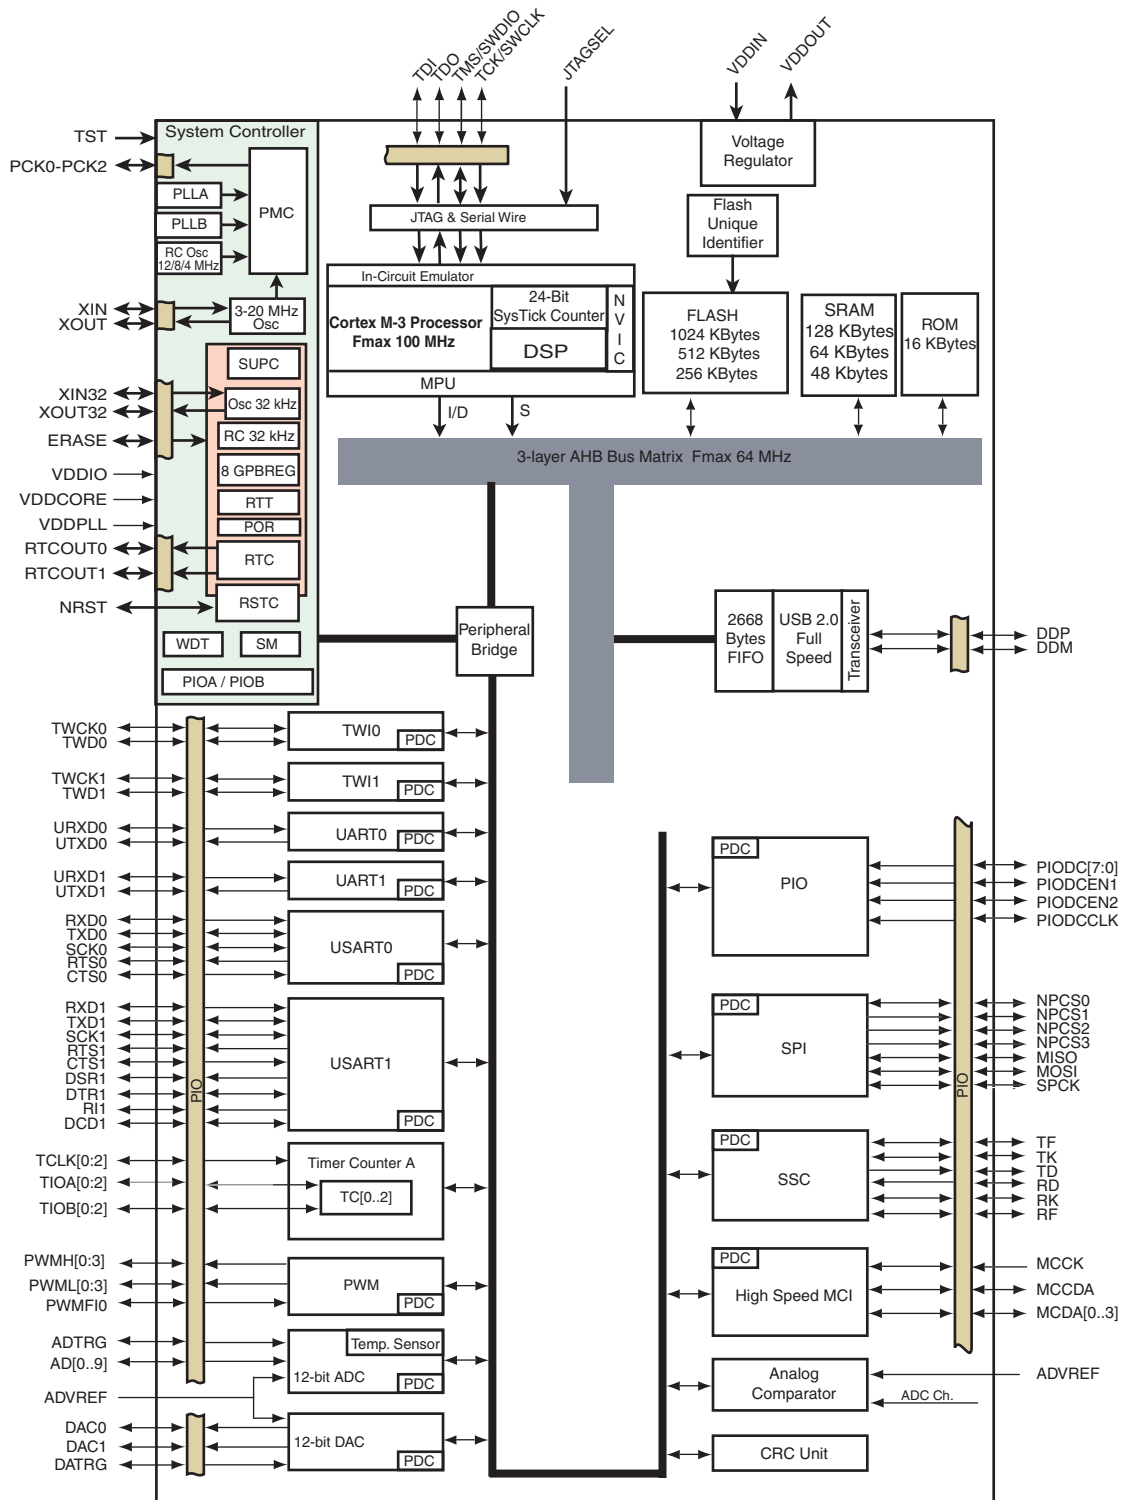 TDI
TDO
TMS/SWDIO
TCK/SWCLK
JTAGSEL
VDDIN
VDDOUT
TST
PCK0-PCK2
System Controller
PLLA
PLLB
RC Osc
12/8/4 MHz
PMC
XIN
XOUT
3-20 MHz
Osc
SUPC
XIN32
XOUT32
ERASE
Osc 32 kHz
RC 32 kHz
8 GPBREG
RTT
POR
RTC
RSTC
VDDIO
VDDCORE
VDDPLL
RTCOUT0
RTCOUT1
NRST
WDT
SM
PIOA / PIOB
JTAG & Serial Wire
In-Circuit Emulator
Cortex M-3 Processor
Fmax 100 MHz
24-Bit
SysTick Counter
DSP
N
V
I
C
MPU
I/D
S
Voltage
Regulator
Flash
Unique
Identifier
FLASH
1024 KBytes
512 KBytes
256 KBytes
SRAM
128 KBytes
64 KBytes
48 Kbytes
ROM
16 KBytes
3-layer AHB Bus Matrix Fmax 64 MHz
Peripheral
Bridge
2668
Bytes
FIFO
USB 2.0
Full
Speed
Transceiver
DDP
DDM
TWCK0
TWD0
TWI0
PDC
TWCK1
TWD1
TWI1
PDC
URXD0
UTXD0
UART0
PDC
URXD1
UTXD1
UART1
PDC
RXD0
TXD0
SCK0
RTS0
CTS0
USART0
PDC
RXD1
TXD1
SCK1
RTS1
CTS1
DSR1
DTR1
RI1
DCD1
PIO
USART1
PDC
TCLK[0:2]
TIOA[0:2]
TIOB[0:2]
Timer Counter A
TC[0..2]
PWMH[0:3]
PWML[0:3]
PWMFI0
PWM
PDC
ADTRG
AD[0..9]
ADVREF
Temp. Sensor
12-bit ADC
PDC
DAC0
DAC1
DATRG
12-bit DAC
PDC
PDC
PIO
PIODC[7:0]
PIODCEN1
PIODCEN2
PIODCCLK
PDC
SPI
NPCS0
NPCS1
NPCS2
NPCS3
MISO
MOSI
SPCK
PIO
PDC
SSC
TF
TK
TD
RD
RK
RF
PDC
High Speed MCI
MCCK
MCCDA
MCDA[0..3]
Analog
Comparator
ADVREF
ADC Ch.
CRC Unit